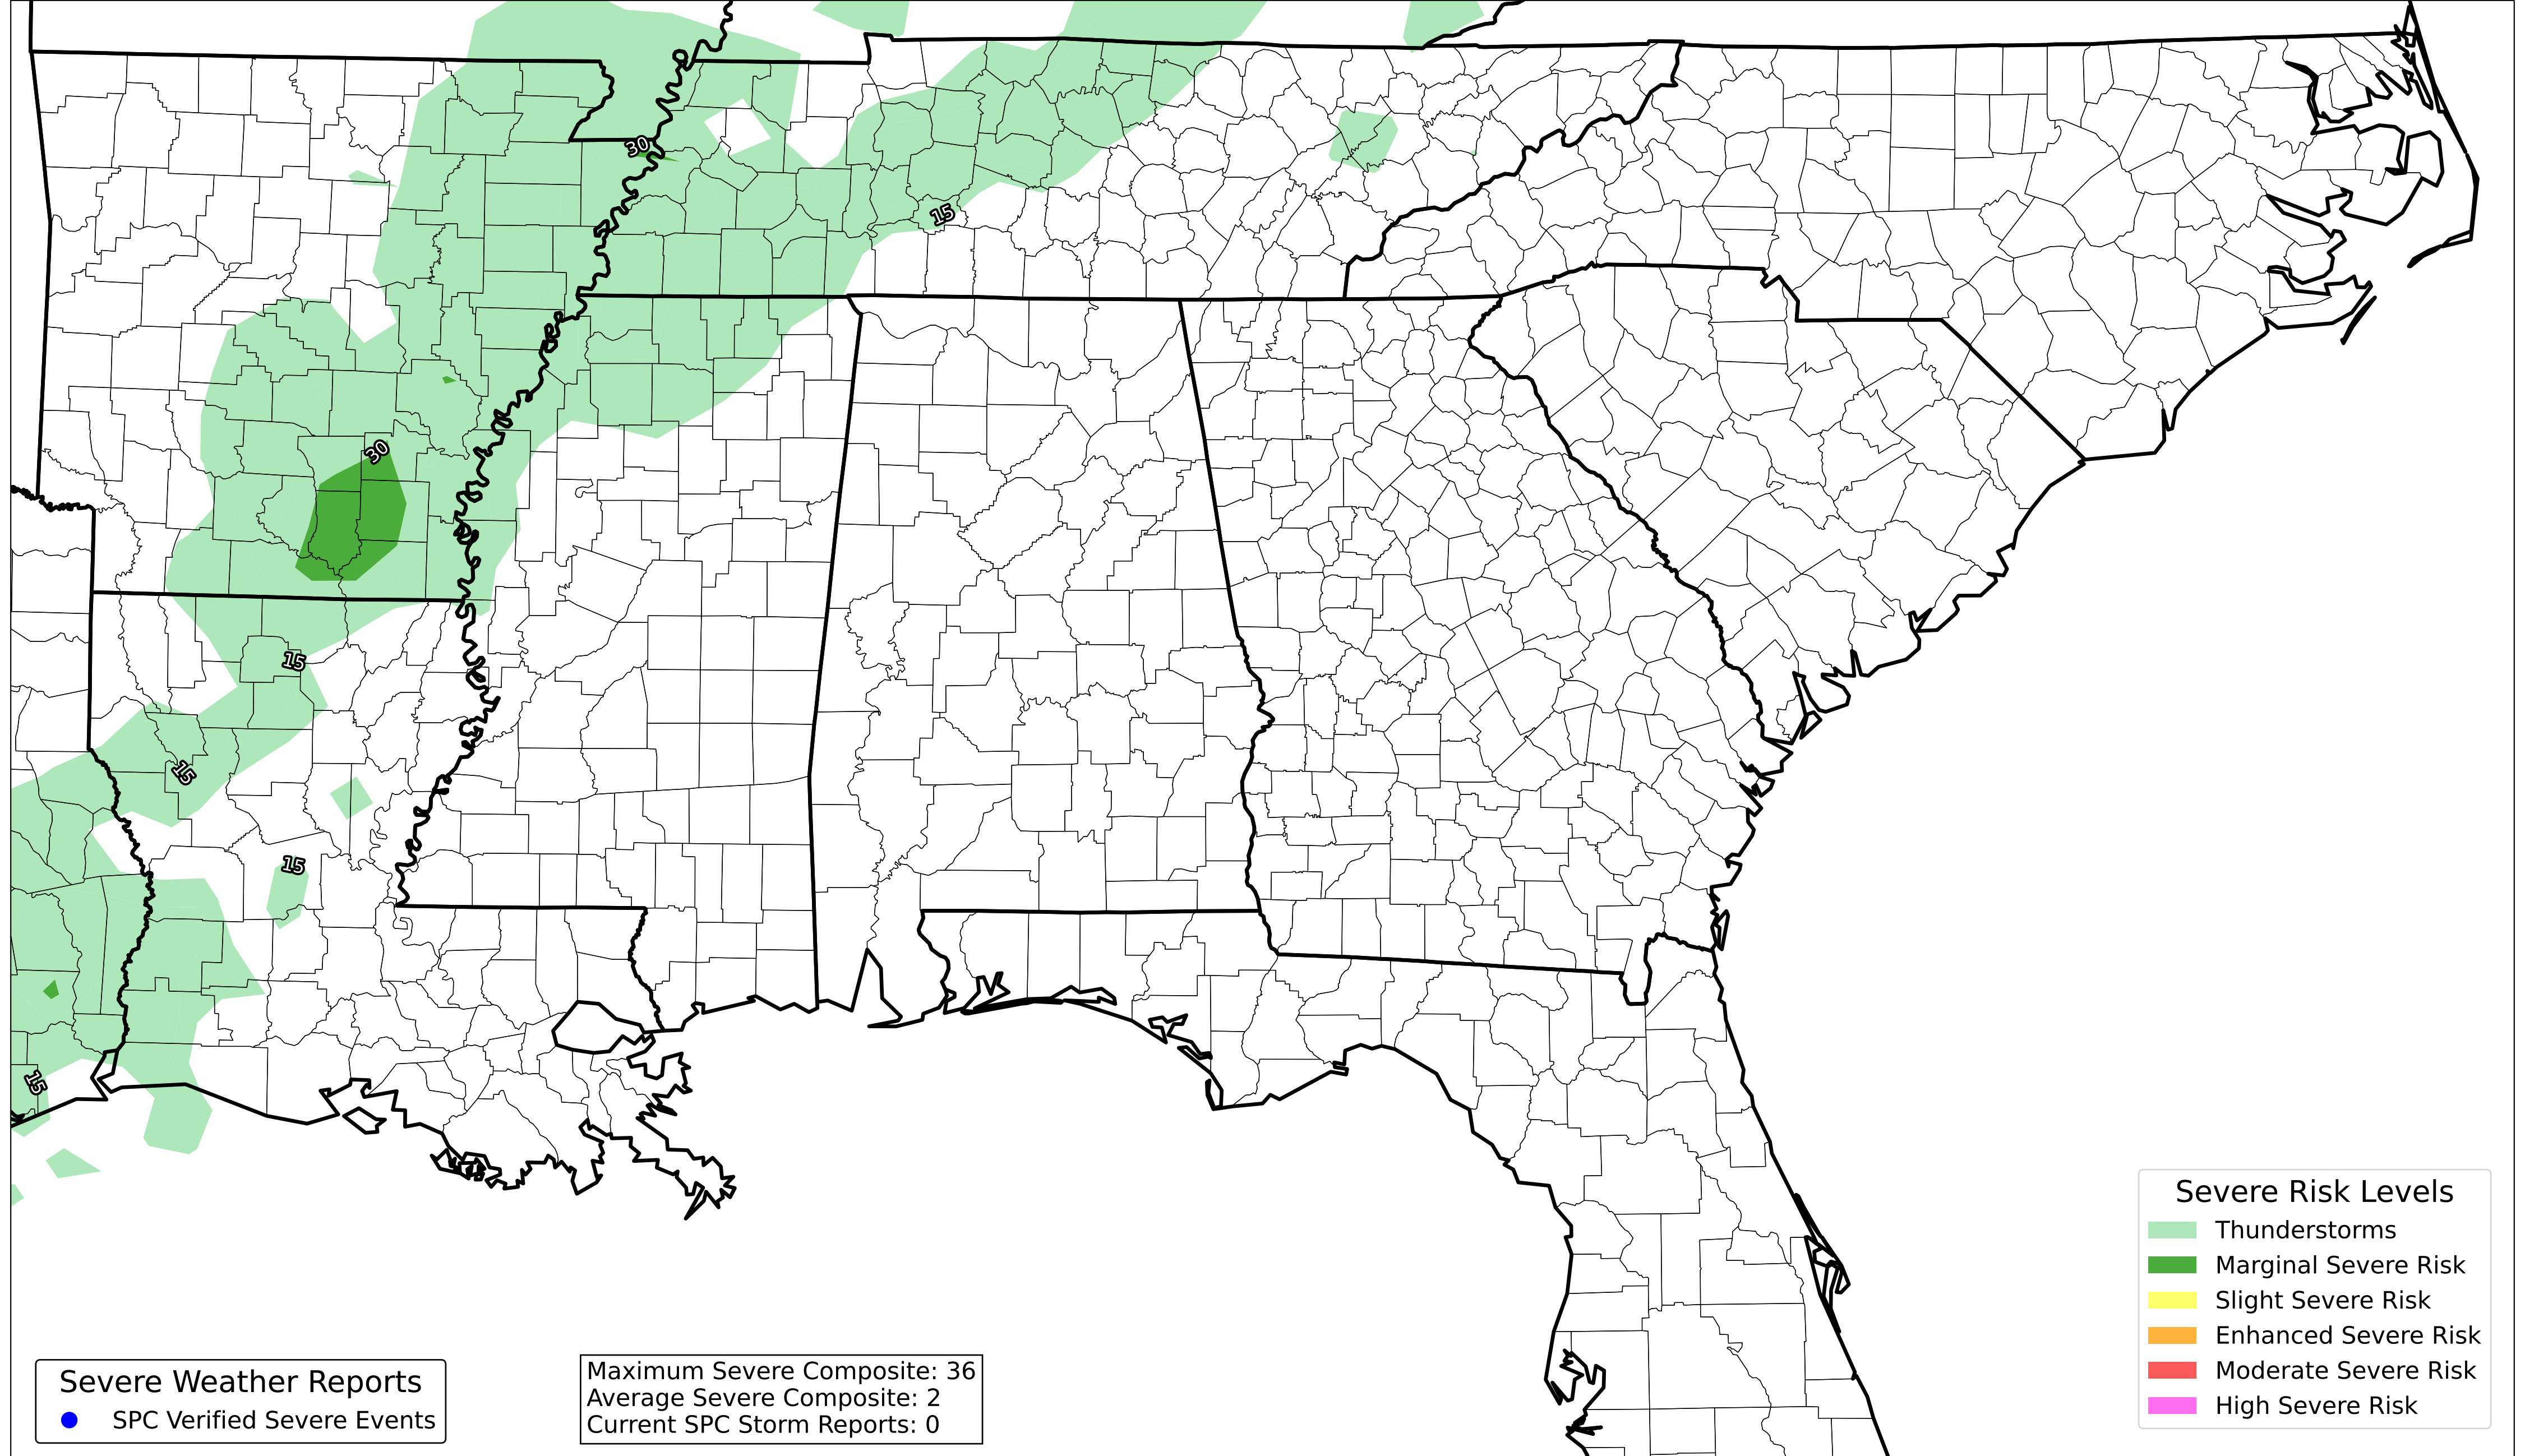 30
15
30
15
15
15
15
Severe Risk Levels
Thunderstorms
Marginal Severe Risk
Slight Severe Risk
Enhanced Severe Risk
Moderate Severe Risk
High Severe Risk
Severe Weather Reports
SPC Verified Severe Events
Maximum Severe Composite: 36
Average Severe Composite: 2
Current SPC Storm Reports: 0